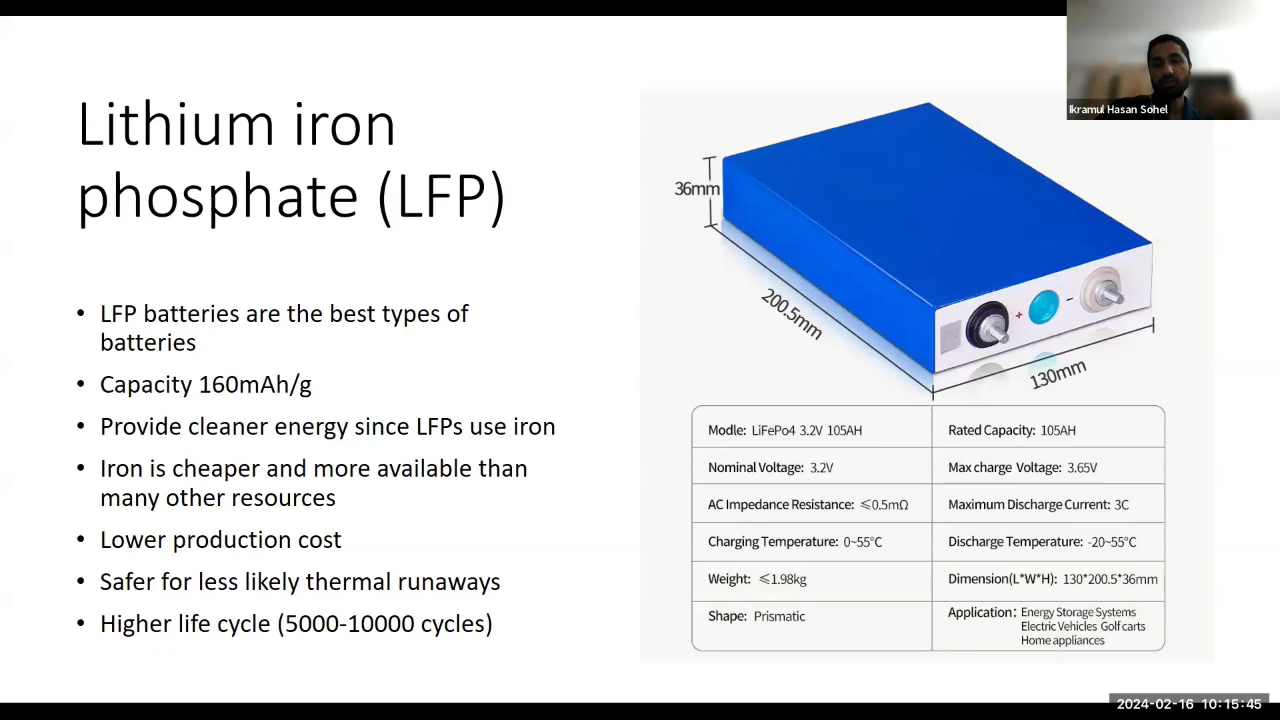 Ikramul Hasan Sohel
Lithium iron
phosphate (LFP)
• LFP batteries are the best types of
batteries
• Capacity 160mAh/g
• Provide cleaner energy since LFPs use iron
• Iron is cheaper and more available than
many other resources
• Lower production cost
• Safer for less likely thermal runaways
• Higher life cycle (5000-10000 cycles)
36mm
200.5mm
130mm
+
-
Modle: LiFePo4 3.2V 105AH
Rated Capacity: 105AH
Nominal Voltage: 3.2V
Max charge Voltage: 3.65V
AC Impedance Resistance: ≤0.5mΩ
Maximum Discharge Current: 3C
Charging Temperature: 0~55℃
Discharge Temperature: -20~55℃
Weight: ≤1.98kg
Dimension(L*W*H): 130*200.5*36mm
Shape: Prismatic
Application: Energy Storage Systems
Electric Vehicles Golf carts
Home appliances
2024-02-16 10:15:45